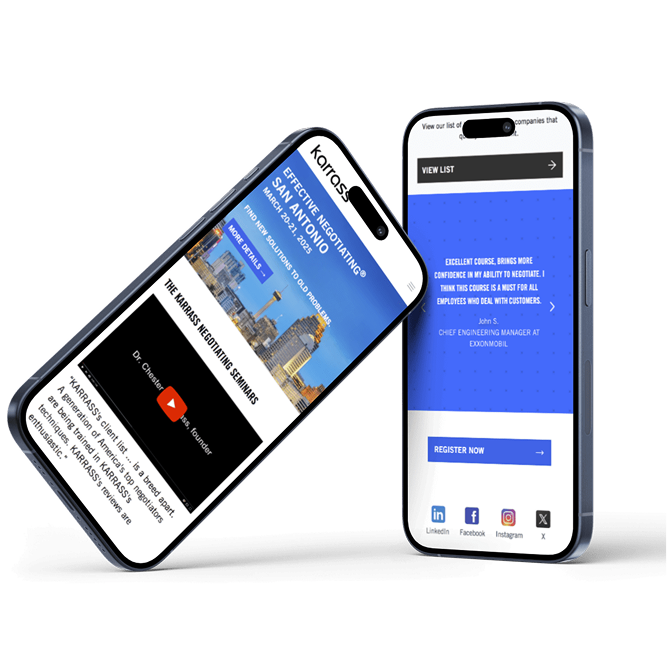 karrass
EFFECTIVE NEGOTIATING®
SAN ANTONIO
MARCH 20-21, 2025
FIND NEW SOLUTIONS TO OLD PROBLEMS.
MORE DETAILS →
THE KARRASS NEGOTIATING SEMINARS
Dr. Chester ss, founder
"KARRASS's client list ... is a breed apart.
A generation of America's top negotiators
are being trained in KARRASS's
techniques. KARRASS's reviews are
enthusiastic."
View our list of companies that
VIEW LIST →
EXCELLENT COURSE, BRINGS MORE
CONFIDENCE IN MY ABILITY TO NEGOTIATE. I
THINK THIS COURSE IS A MUST FOR ALL
EMPLOYEES WHO DEAL WITH CUSTOMERS.
John S.
CHIEF ENGINEERING MANAGER AT
EXXONMOBIL
REGISTER NOW →
LinkedIn
Facebook
Instagram
X